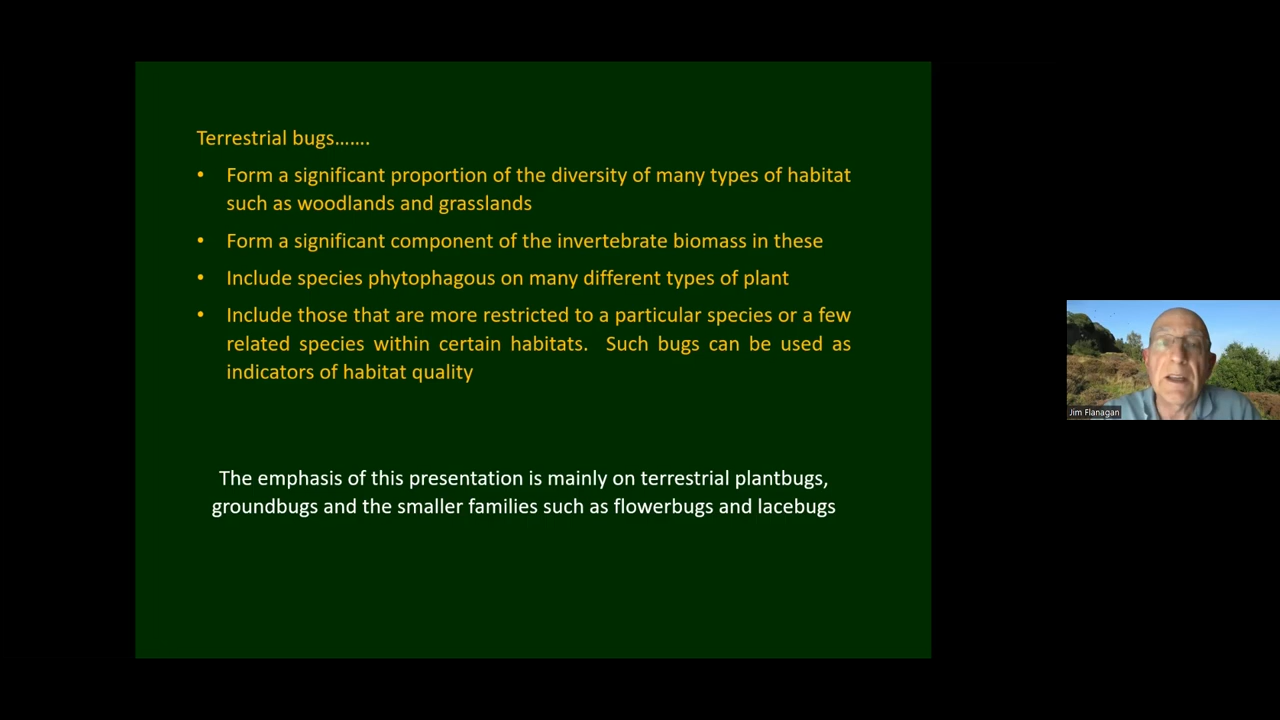 Terrestrial bugs.......
• Form a significant proportion of the diversity of many types of habitat
such as woodlands and grasslands
• Form a significant component of the invertebrate biomass in these
• Include species phytophagous on many different types of plant
• Include those that are more restricted to a particular species or a few
related species within certain habitats. Such bugs can be used as
indicators of habitat quality
The emphasis of this presentation is mainly on terrestrial plantbugs,
groundbugs and the smaller families such as flowerbugs and lacebugs
Jim Flanagan